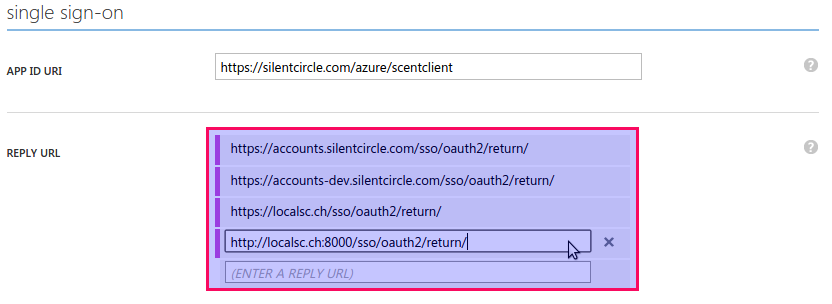 single sign-on
APP ID URI
https://silentcircle.com/azure/scentclient
?
REPLY URL
https://accounts.silentcircle.com/sso/oauth2/return/
?
https://accounts-dev.silentcircle.com/sso/oauth2/return/
https://localsc.ch/sso/oauth2/return/
http://localsc.ch:8000/sso/oauth2/return/
(ENTER A REPLY URL)